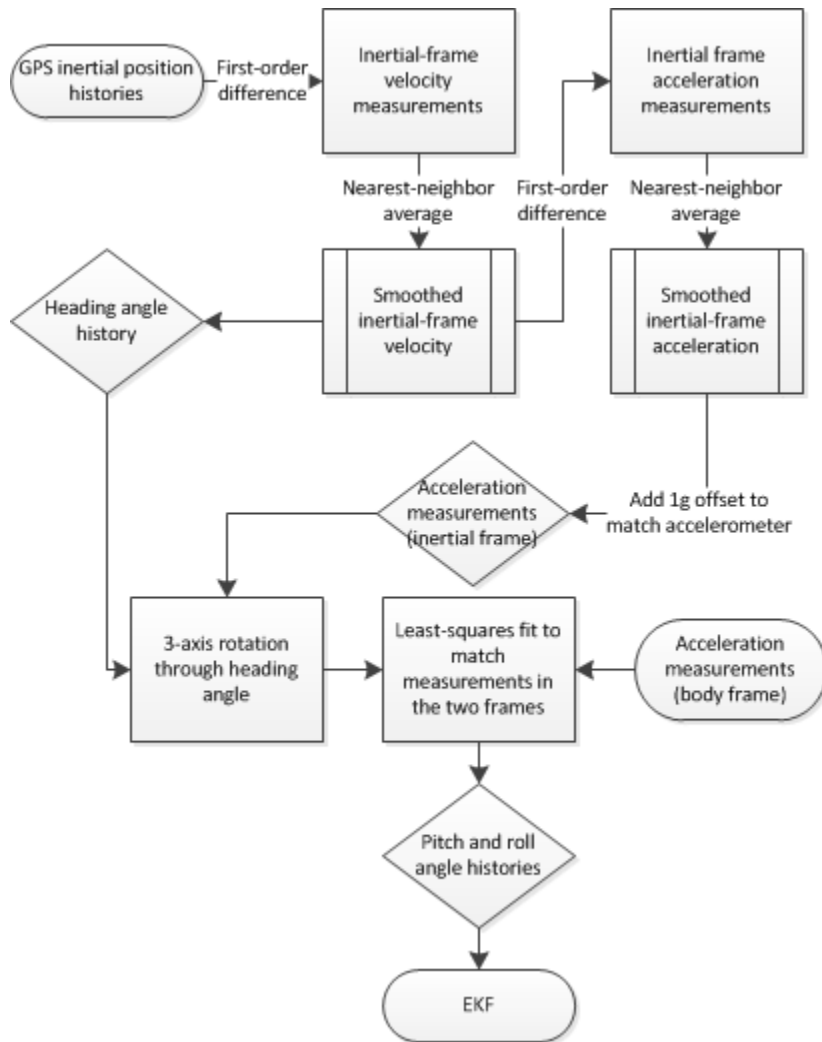 GPS inertial position
histories
First-order
difference
Inertial-frame
velocity
measurements
Inertial frame
acceleration
measurements
Nearest-neighbor
average
First-order
difference
Nearest-neighbor
average
Heading angle
history
Smoothed
inertial-frame
velocity
Smoothed
inertial-frame
acceleration
Acceleration
measurements
(inertial frame)
Add 1g offset to
match accelerometer
3-axis rotation
through heading
angle
Least-squares fit to
match
measurements in
the two frames
Acceleration
measurements
(body frame)
Pitch and roll
angle histories
EKF